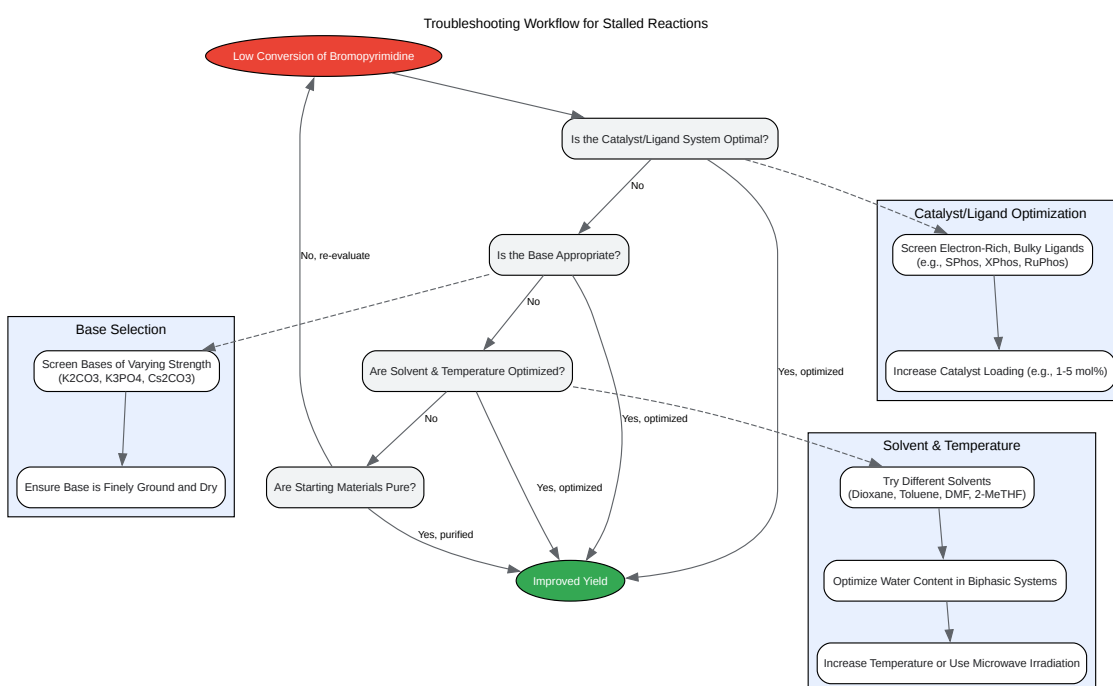 Troubleshooting Workflow for Stalled Reactions
Low Conversion of Bromopyrimidine
Is the Catalyst/Ligand System Optimal?
No
Catalyst/Ligand Optimization
Screen Electron-Rich, Bulky Ligands
(e.g., SPhos, XPhos, RuPhos)
Is the Base Appropriate?
No, re-evaluate
No
Base Selection
Screen Bases of Varying Strength
(K2CO3, K3PO4, Cs2CO3)
Are Solvent & Temperature Optimized?
Yes, optimized
Increase Catalyst Loading (e.g., 1-5 mol%)
No
Yes, optimized
Solvent & Temperature
Ensure Base is Finely Ground and Dry
Are Starting Materials Pure?
Yes, optimized
Try Different Solvents
(Dioxane, Toluene, DMF, 2-MeTHF)
Yes, purified
Improved Yield
Optimize Water Content in Biphasic Systems
Increase Temperature or Use Microwave Irradiation